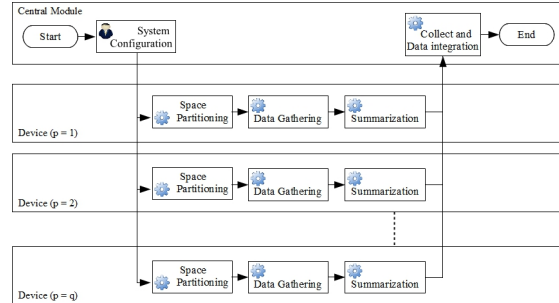 Central Module
Start
System
Configuration
Collect and
Data integration
End
Space
Partitioning
Data Gathering
Summarization
Device (p = 1)
Space
Partitioning
Data Gathering
Summarization
Device (p = 2)
Space
Partitioning
Data Gathering
Summarization
Device (p = q)